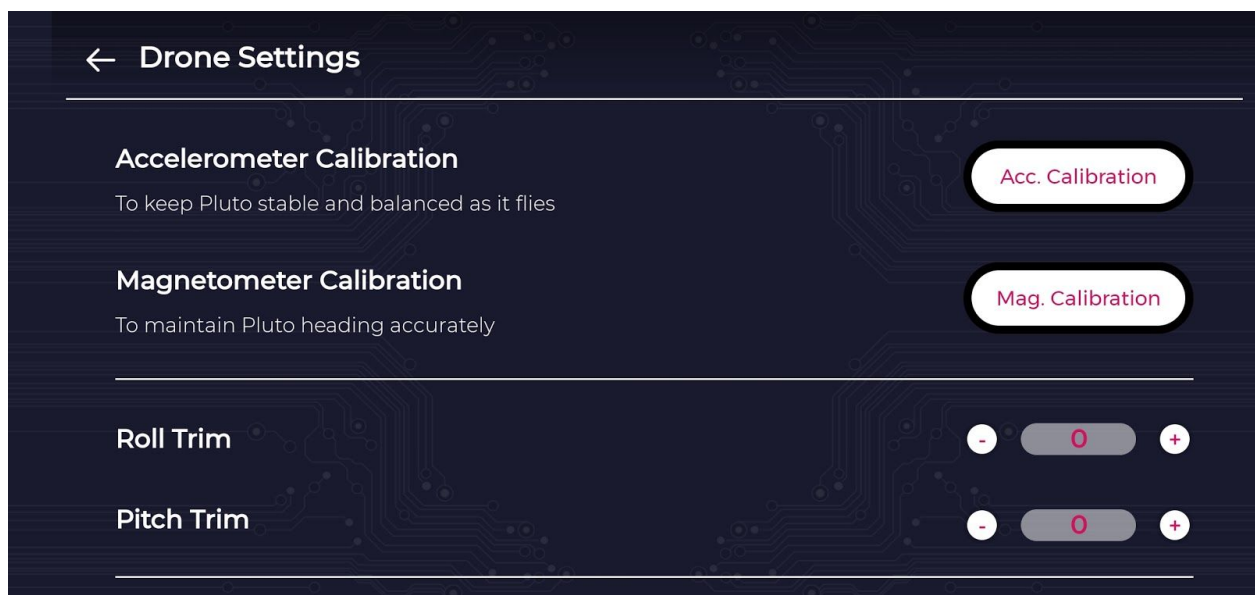 ← Drone Settings
Accelerometer Calibration
Acc. Calibration
To keep Pluto stable and balanced as it flies
Magnetometer Calibration
Mag. Calibration
To maintain Pluto heading accurately
Roll Trim
- 0 +
Pitch Trim
- 0 +